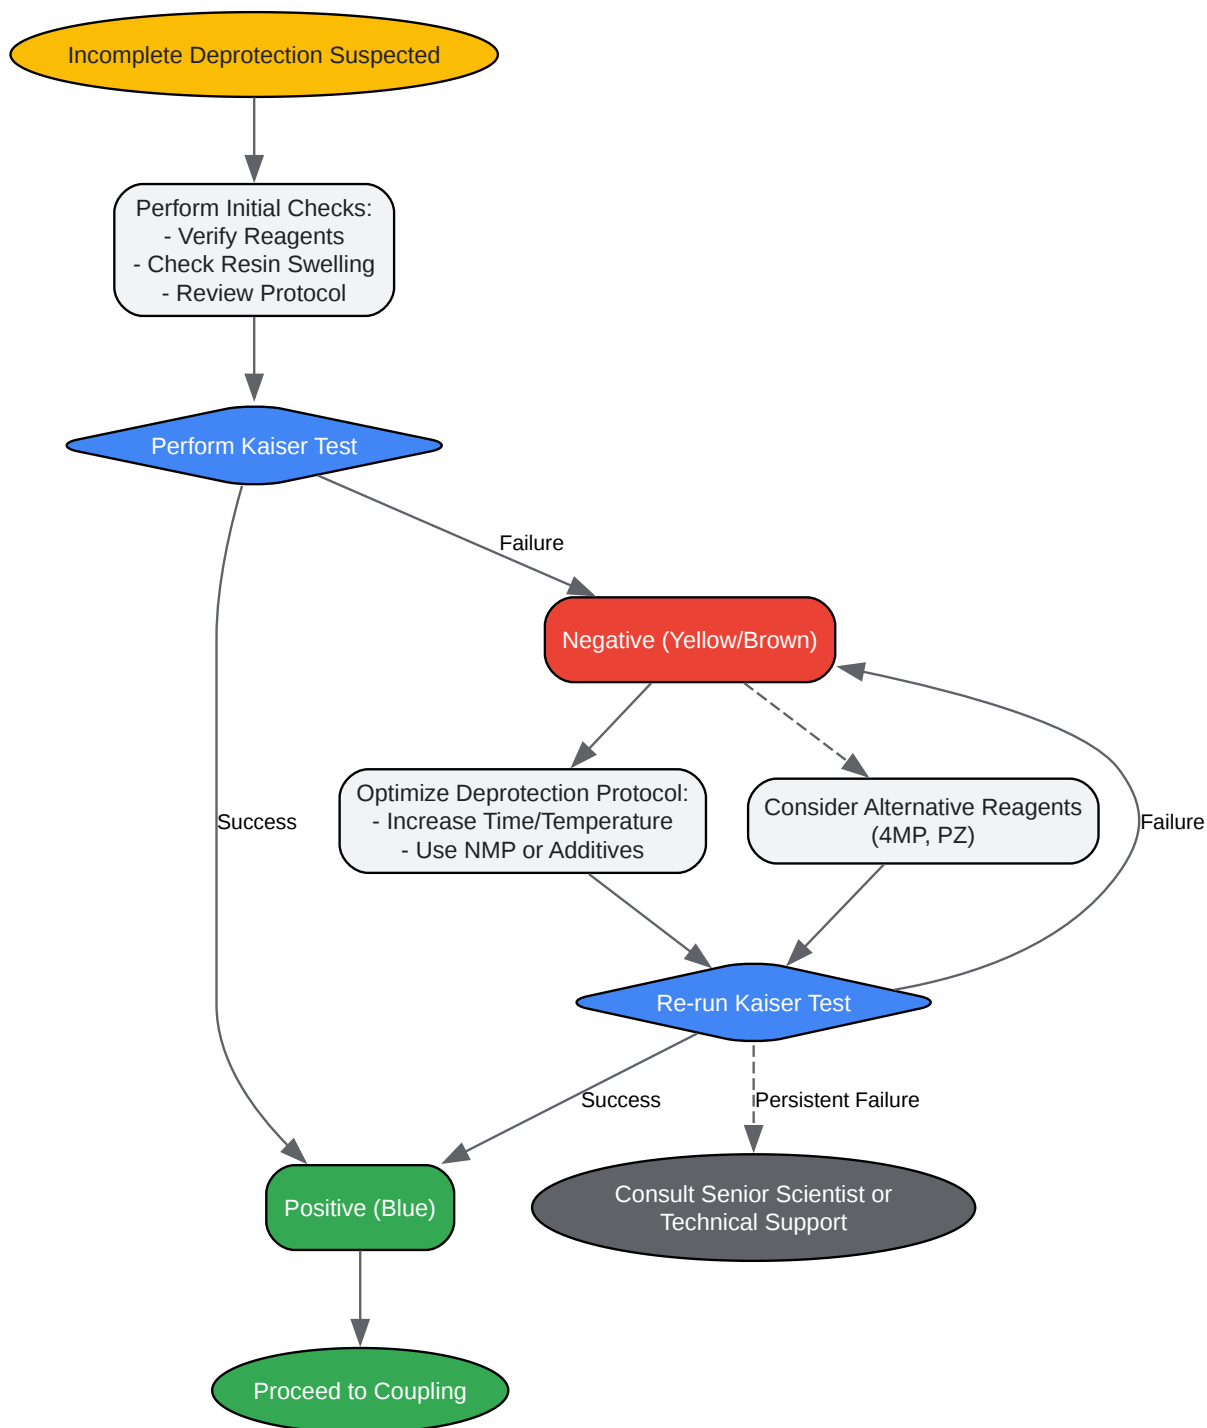 Incomplete Deprotection Suspected
Perform Initial Checks:
- Verify Reagents
- Check Resin Swelling
- Review Protocol
Perform Kaiser Test
Failure
Negative (Yellow/Brown)
Success
Optimize Deprotection Protocol:
- Increase Time/Temperature
- Use NMP or Additives
Consider Alternative Reagents
(4MP, PZ)
Failure
Re-run Kaiser Test
Success
Persistent Failure
Positive (Blue)
Consult Senior Scientist or
Technical Support
Proceed to Coupling